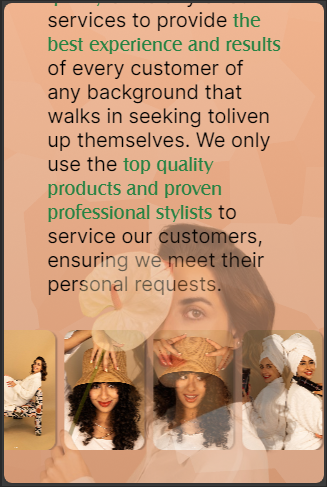 services to provide the
best experience and results
of every customer of
any background that
walks in seeking toliven
up themselves. We only
use the top quality
products and proven
professional stylists to
service our customers,
ensuring we meet their
personal requests.